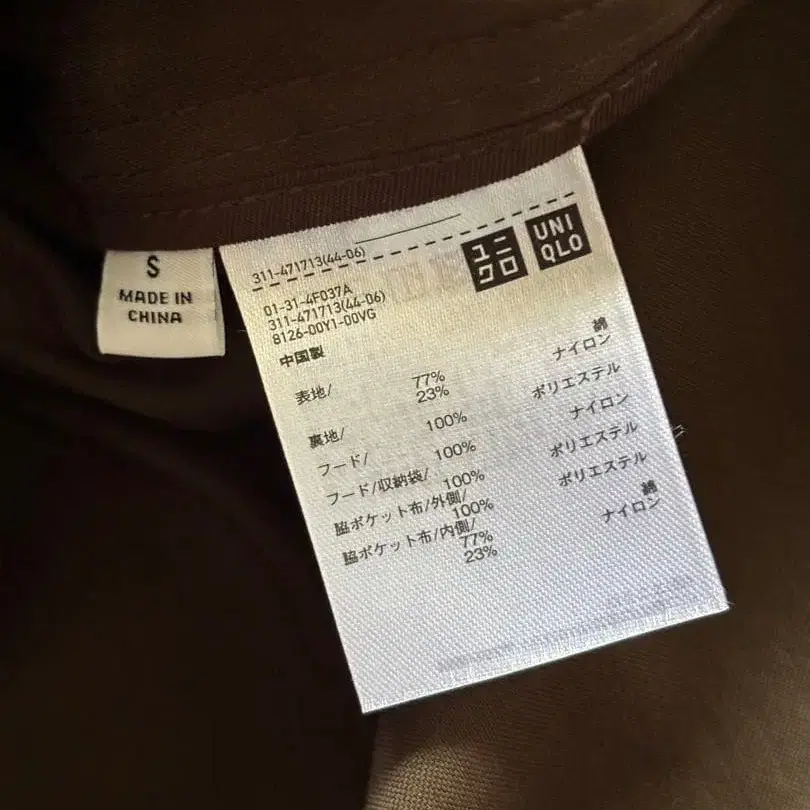 S
MADE IN
CHINA
311-471713(44-06)
ユニ
クロ
UNI
QLO
01-31-4F037A
311-471713(44-06)
8126-00Y1-00VG
中国製
表地/ 77% 綿
23% ナイロン
裏地/ 100% ポリエステル
フード/ 100% ナイロン
フード/収納袋/ 100% ポリエステル
脇ポケット布/外側/ 100% ポリエステル
脇ポケット布/内側/ 77% 綿
23% ナイロン